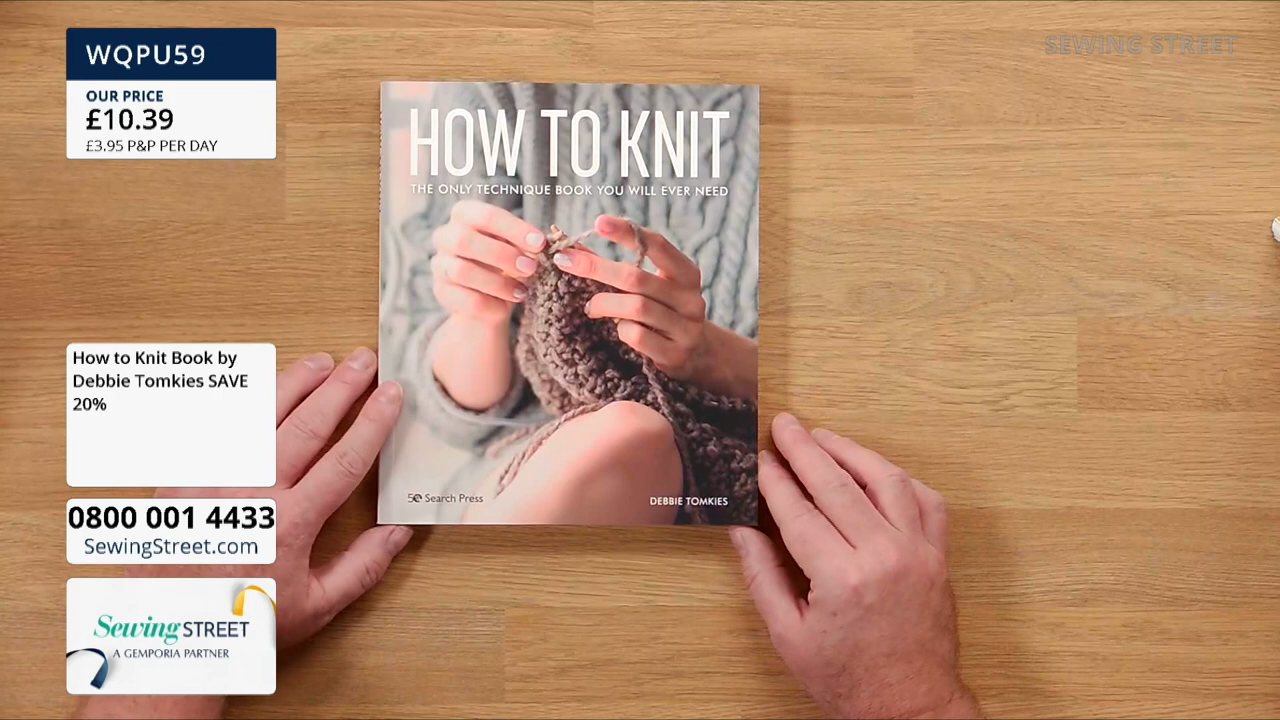 WQPU59
OUR PRICE
£10.39
£3.95 P&P PER DAY
SEWING STREET
HOW TO KNIT
THE ONLY TECHNIQUE BOOK YOU WILL EVER NEED
Search Press
DEBBIE TOMKIES
How to Knit Book by
Debbie Tomkies SAVE
20%
0800 001 4433
SewingStreet.com
Sewing STREET
A GEMPORIA PARTNER